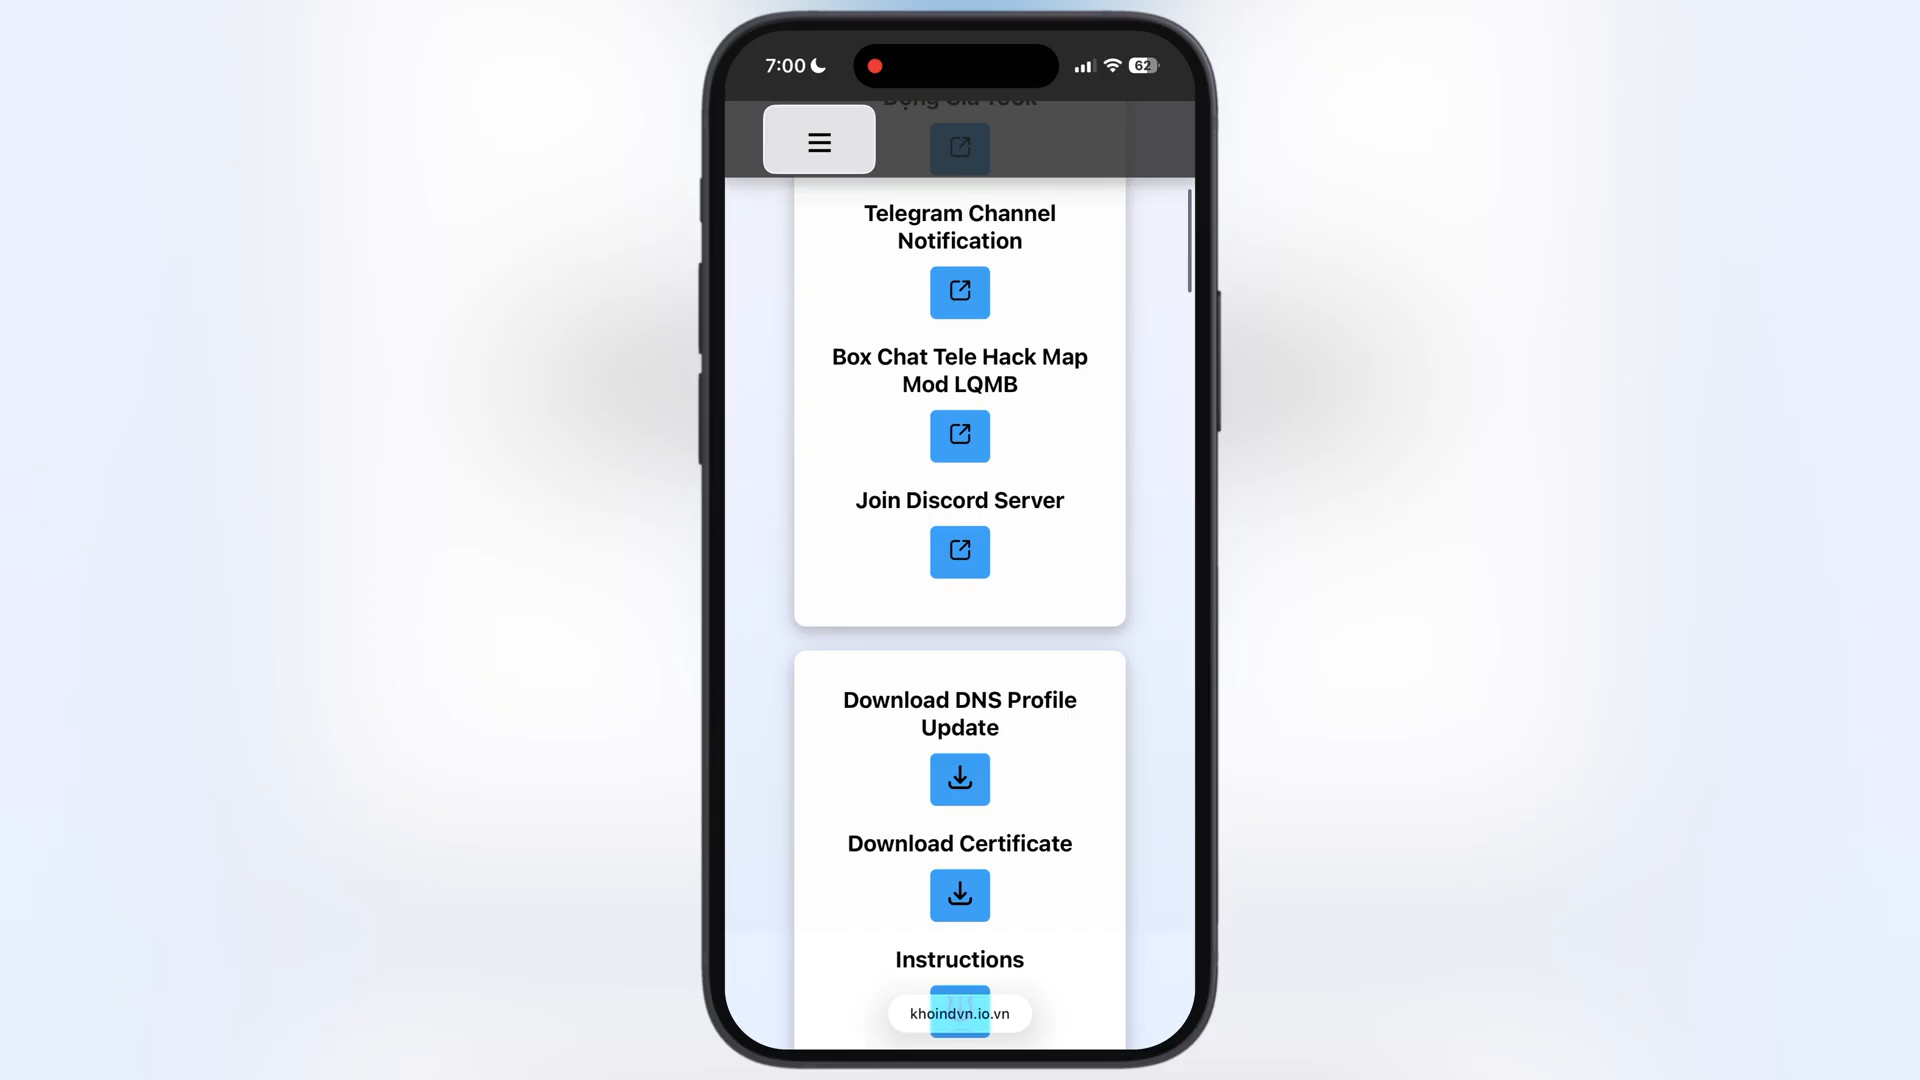 7:00
62
Telegram Channel
Notification
Box Chat Tele Hack Map
Mod LQMB
Join Discord Server
Download DNS Profile
Update
Download Certificate
Instructions
khoindvn.io.vn